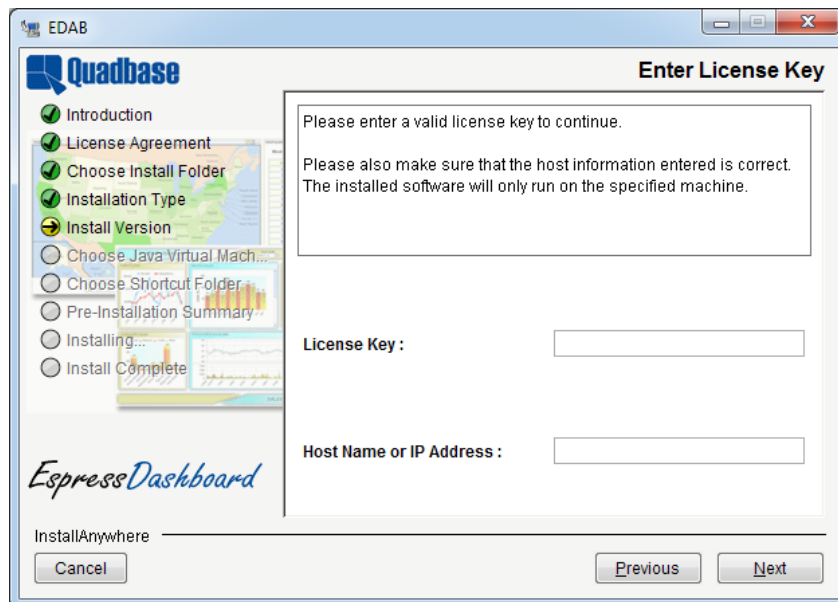 EDAB
Quadbase
Enter License Key
Introduction
License Agreement
Choose Install Folder
Installation Type
Install Version
Choose Java Virtual Mach...
Choose Shortcut Folder
Pre-Installation Summary
Installing...
Install Complete
EspressDashboard
Please enter a valid license key to continue.
Please also make sure that the host information entered is correct.
The installed software will only run on the specified machine.
License Key :
Host Name or IP Address :
InstallAnywhere
Cancel
Previous
Next